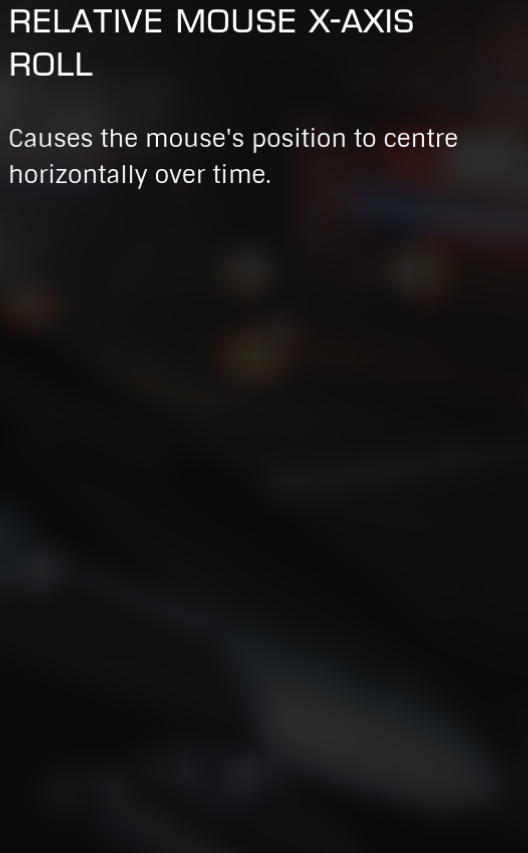 RELATIVE MOUSE X-AXIS
ROLL
Causes the mouse's position to centre
horizontally over time.